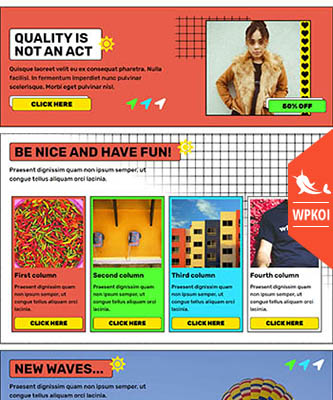 QUALITY IS
NOT AN ACT
Quisque laoreet velit eu ex consequat pharetra. Nulla
facilisi. In fermentum imperdiet nunc pulvinar
scelerisque. Morbi eget pulvinar nisl.
CLICK HERE
50% OFF
BE NICE AND HAVE FUN!
Praesent dignissim quam non ipsum semper, ut
congue tellus aliquam orci lacinia.
WPKOI
First column
Praesent dignissim quam
non ipsum semper, ut
congue tellus aliquam orci
lacinia.
CLICK HERE
Second column
Praesent dignissim quam
non ipsum semper, ut
congue tellus aliquam orci
lacinia.
CLICK HERE
Third column
Praesent dignissim quam
non ipsum semper, ut
congue tellus aliquam orci
lacinia.
CLICK HERE
Fourth column
Praesent dignissim quam
non ipsum semper, ut
congue tellus aliquam orci
lacinia.
CLICK HERE
NEW WAVES...
Praesent dignissim quam non ipsum semper, ut
congue tellus aliquam orci lacinia.